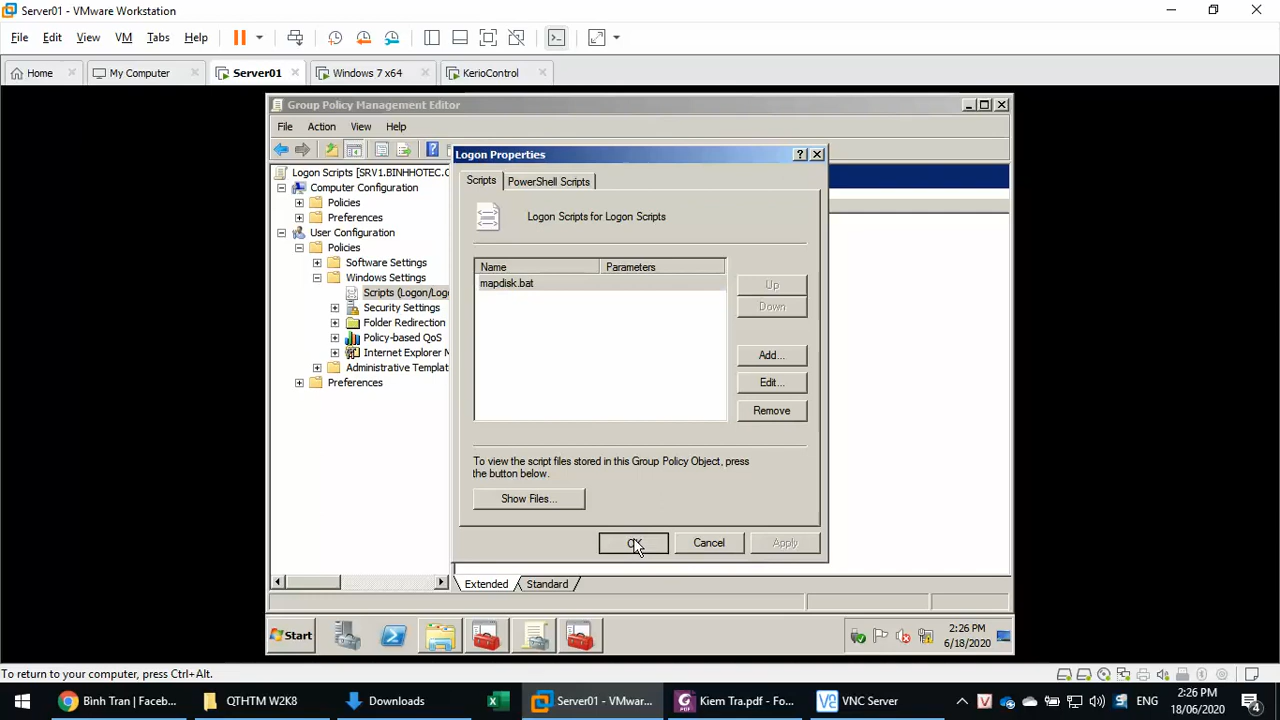 Server01 - VMware Workstation
File Edit View VM Tabs Help
Home My Computer Server01 Windows 7 x64 KerioControl
Group Policy Management Editor
File Action View Help
Logon Scripts [SRV1.BINHHOTEC.C
Computer Configuration
Policies
Preferences
User Configuration
Policies
Software Settings
Windows Settings
Scripts (Logon/Logo
Security Settings
Folder Redirection
Policy-based QoS
Internet Explorer M
Administrative Templat
Preferences
Logon Properties
Scripts PowerShell Scripts
Logon Scripts for Logon Scripts
Name Parameters
mapdisk.bat
Up
Down
Add...
Edit...
Remove
To view the script files stored in this Group Policy Object, press
the button below.
Show Files...
OK Cancel Apply
Extended Standard
Start
2:26 PM
6/18/2020
To return to your computer, press Ctrl+Alt.
Bình Tran | Faceb... QTHTM W2K8 Downloads Server01 - VMware... Kiem Tra.pdf - Fo... VNC Server ENG
2:26 PM
18/06/2020
4